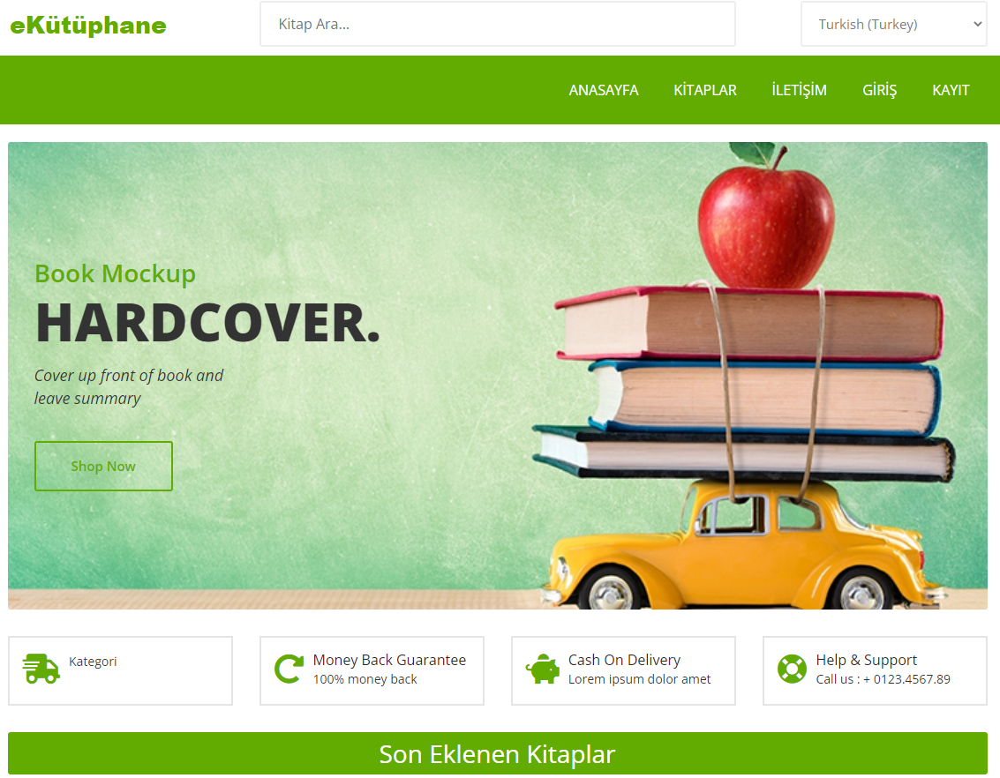 eKütüphane
Kitap Ara...
Turkish (Turkey)
ANASAYFA KİTAPLAR İLETİŞİM GİRİŞ KAYIT
Book Mockup
HARDCOVER.
Cover up front of book and
leave summary
Shop Now
Kategori
Money Back Guarantee
100% money back
Cash On Delivery
Lorem ipsum dolor amet
Help & Support
Call us : + 0123.4567.89
Son Eklenen Kitaplar